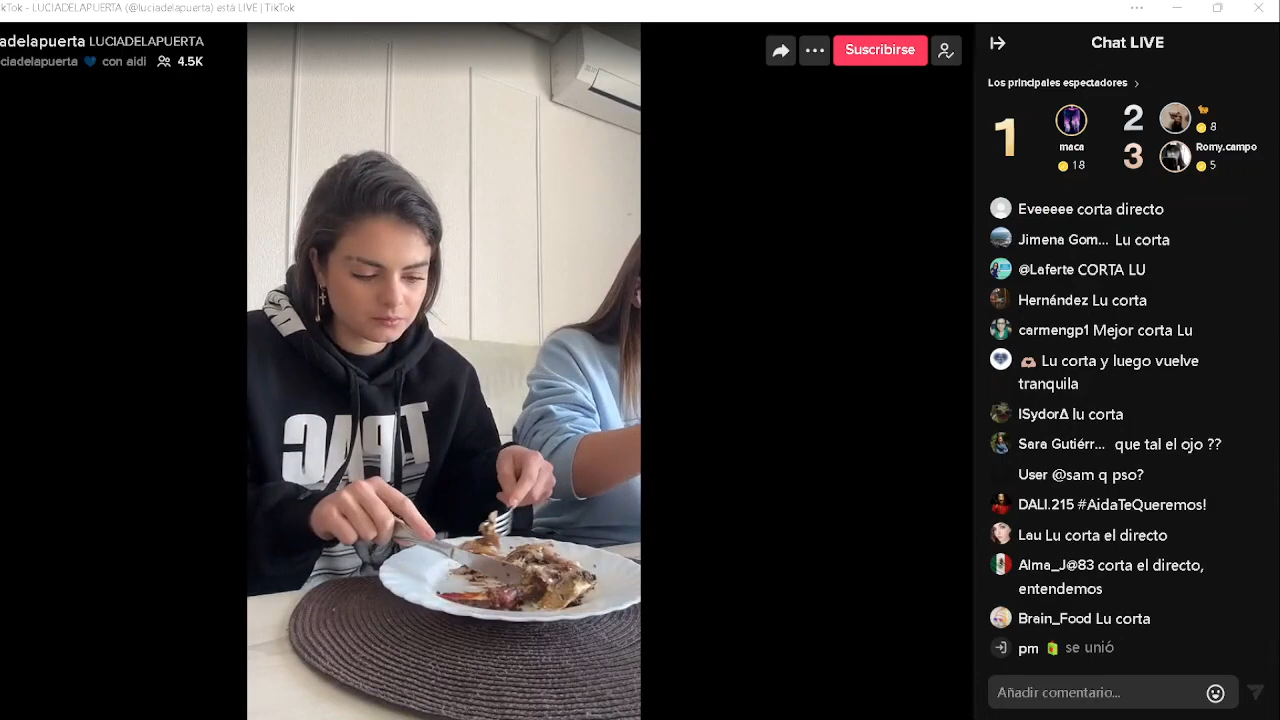 kTok - LUCIADELAPUERTA (@luciadelapuerta) está LIVE | TikTok
adelapuerta LUCIADELAPUERTA
ciadelapuerta 💙 con aidi 4.5K
Suscribirse
Chat LIVE
Los principales espectadores
1
maca
18
2
8
3
Romy.campo
5
Eveeeee corta directo
Jimena Gom... Lu corta
@Laferte CORTA LU
Hernández Lu corta
carmengp1 Mejor corta Lu
🫶🏼 Lu corta y luego vuelve
tranquila
ISydorΔ lu corta
Sara Gutiérr... que tal el ojo ??
User @sam q pso?
DALI.215 #AidaTeQueremos!
Lau Lu corta el directo
Alma_J@83 corta el directo,
entendemos
Brain_Food Lu corta
pm 🧃 se unió
Añadir comentario...